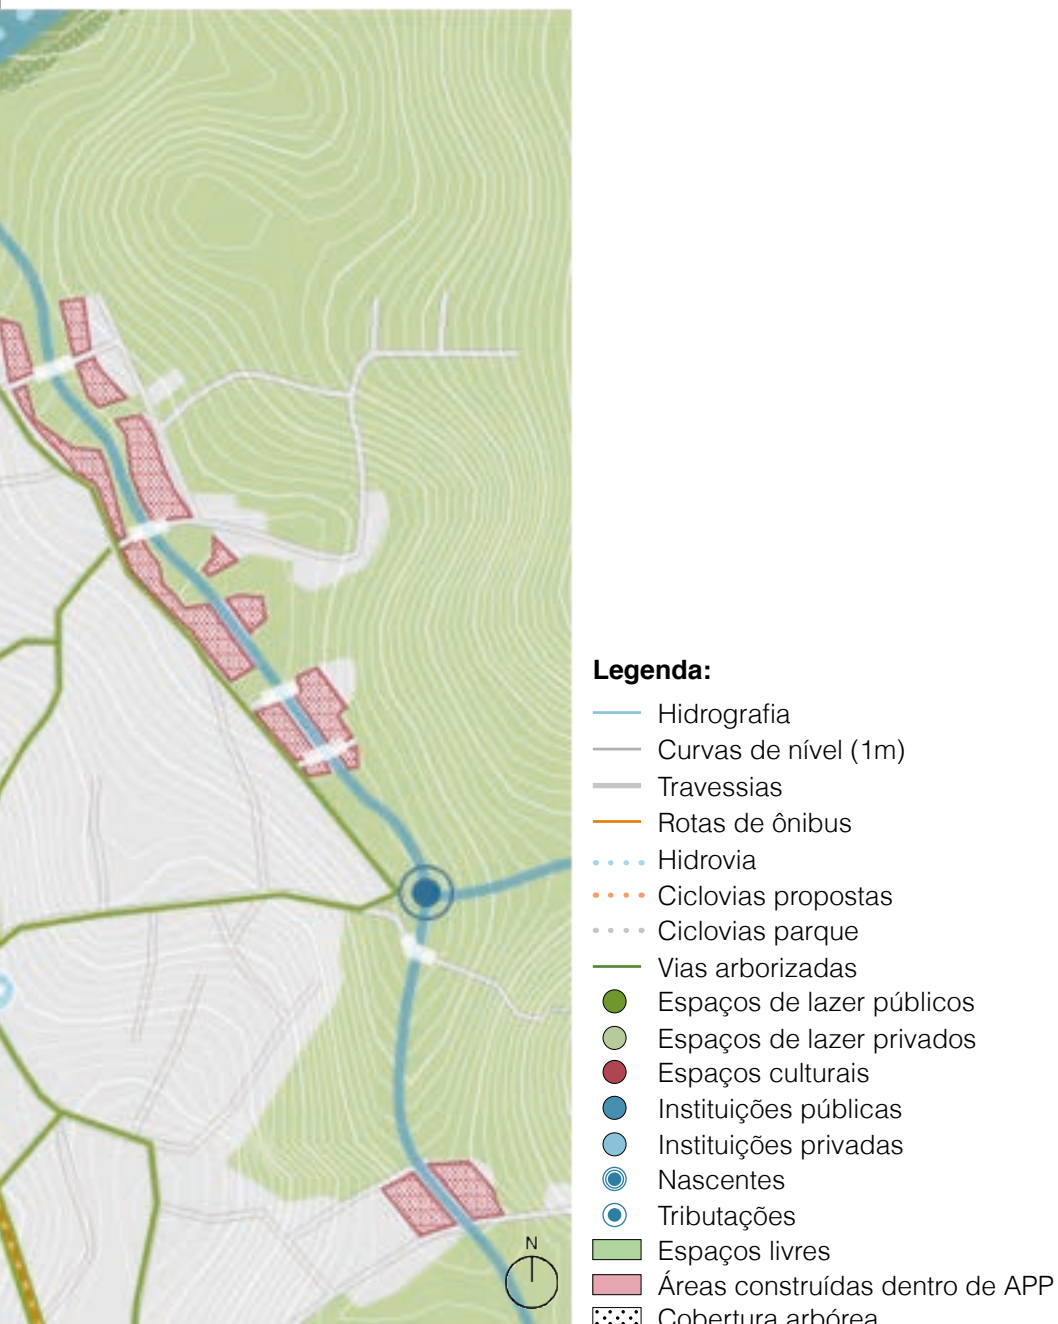 Legenda:
Hidrografia
Curvas de nível (1m)
Travessias
Rotas de ônibus
Hidrovia
Ciclovias propostas
Ciclovias parque
Vias arborizadas
Espaços de lazer públicos
Espaços de lazer privados
Espaços culturais
Instituições públicas
Instituições privadas
Nascentes
Tributações
N
Espaços livres
Áreas construídas dentro de APP
Cobertura arbórea